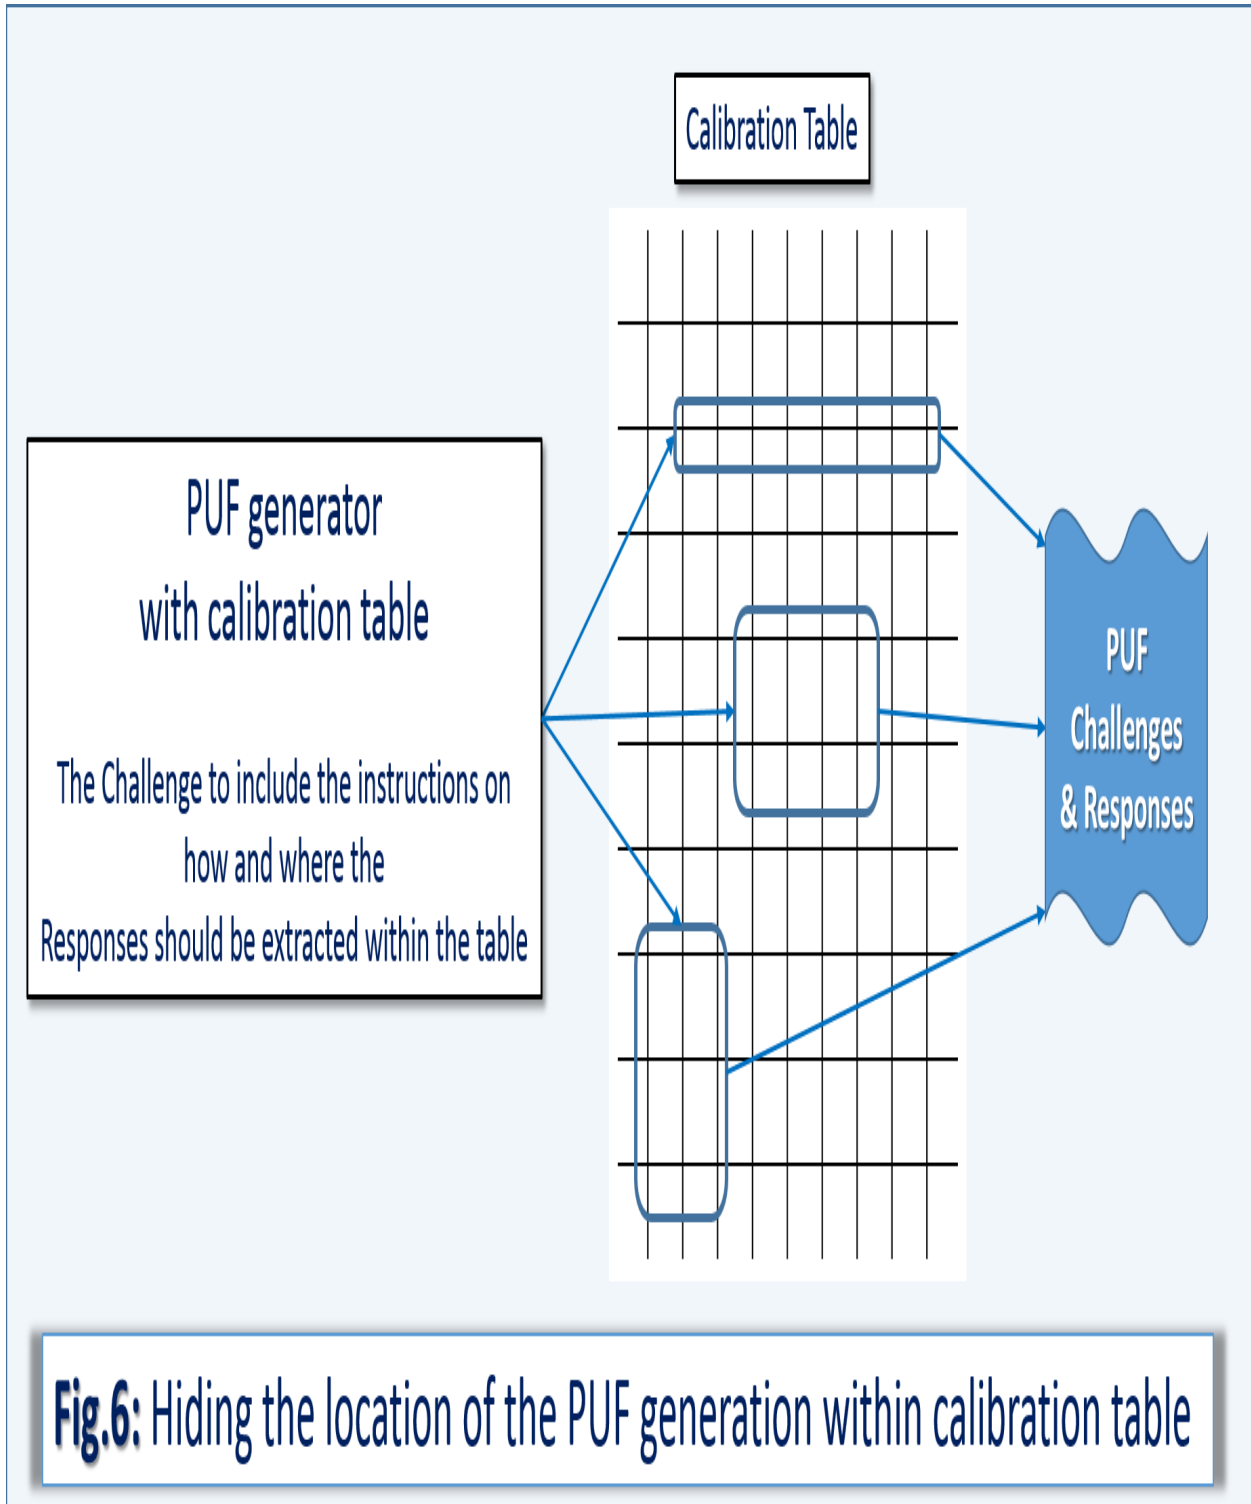 Calibration Table
PUF generator
with calibration table
The Challenge to include the instructions on
how and where the
Responses should be extracted within the table
PUF
Challenges
& Responses
Fig.6: Hiding the location of the PUF generation within calibration table